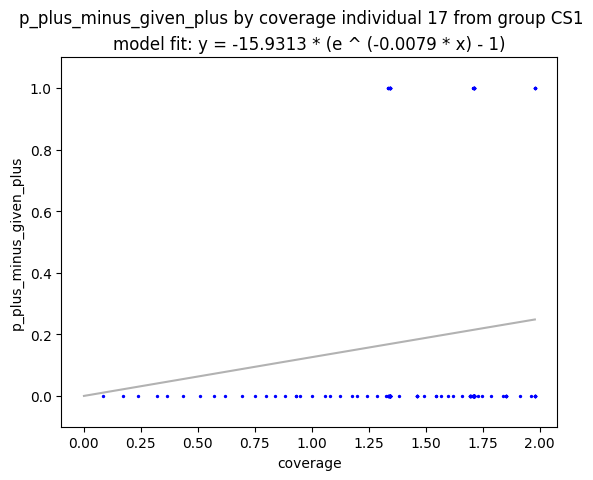 p_plus_minus_given_plus by coverage individual 17 from group CS1
model fit: y = -15.9313 * (e ^ (-0.0079 * x) - 1)
p_plus_minus_given_plus
1.0
0.8
0.6
0.4
0.2
0.0
0.00 0.25 0.50 0.75 1.00 1.25 1.50 1.75 2.00
coverage